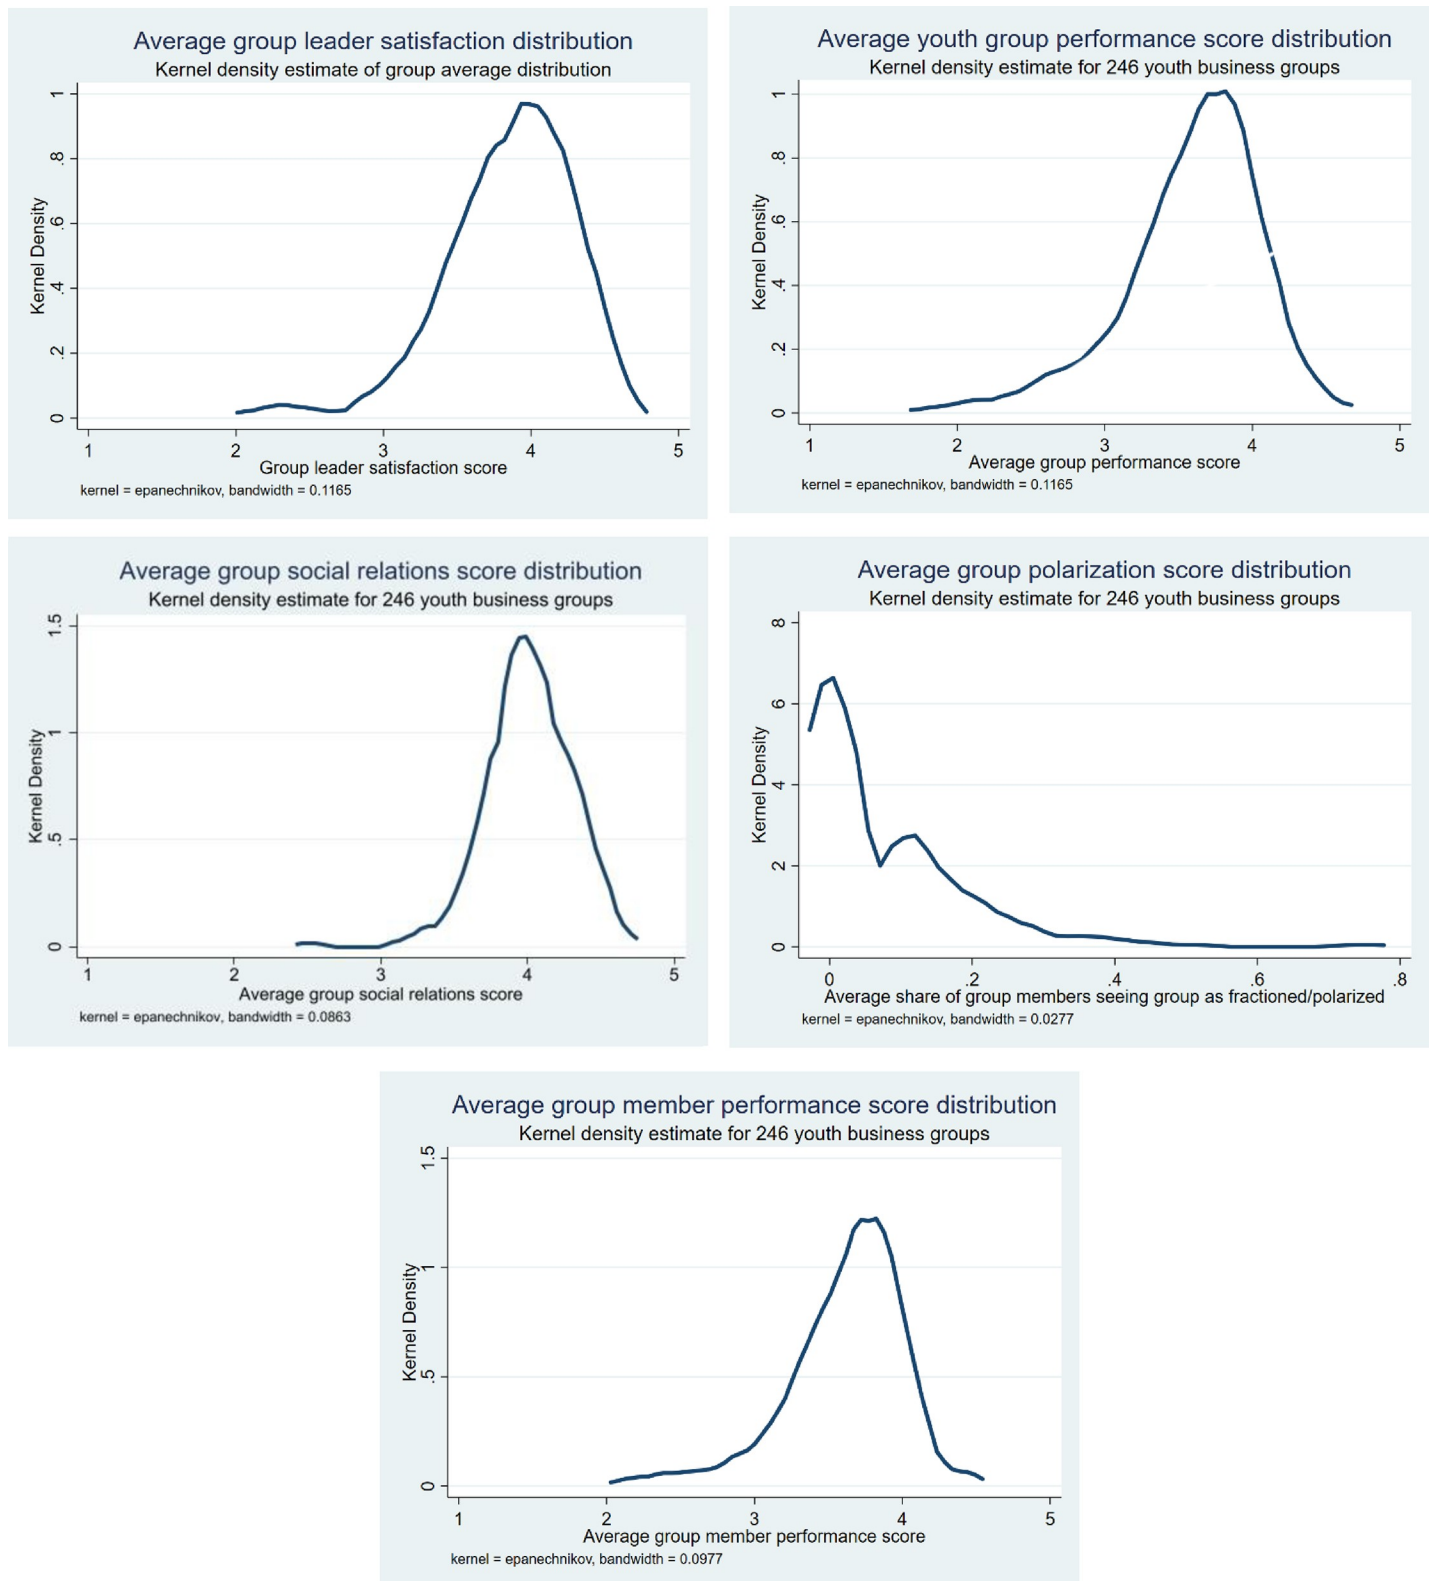 Average group leader satisfaction distribution
Kernel density estimate of group average distribution
Kernel Density
1
.8
.6
.4
.2
0
1 2 3 4 5
Group leader satisfaction score
kernel = epanechnikov, bandwidth = 0.1165
Average youth group performance score distribution
Kernel density estimate for 246 youth business groups
Kernel Density
1
.8
.6
.4
.2
0
1 2 3 4 5
Average group performance score
kernel = epanechnikov, bandwidth = 0.1165
Average group social relations score distribution
Kernel density estimate for 246 youth business groups
Kernel Density
1.5
1
.5
0
1 2 3 4 5
Average group social relations score
kernel = epanechnikov, bandwidth = 0.0863
Average group polarization score distribution
Kernel density estimate for 246 youth business groups
Kernel Density
8
6
4
2
0
0 .2 .4 .6 .8
Average share of group members seeing group as fractioned/polarized
kernel = epanechnikov, bandwidth = 0.0277
Average group member performance score distribution
Kernel density estimate for 246 youth business groups
Kernel Density
1.5
1
.5
0
1 2 3 4 5
Average group member performance score
kernel = epanechnikov, bandwidth = 0.0977